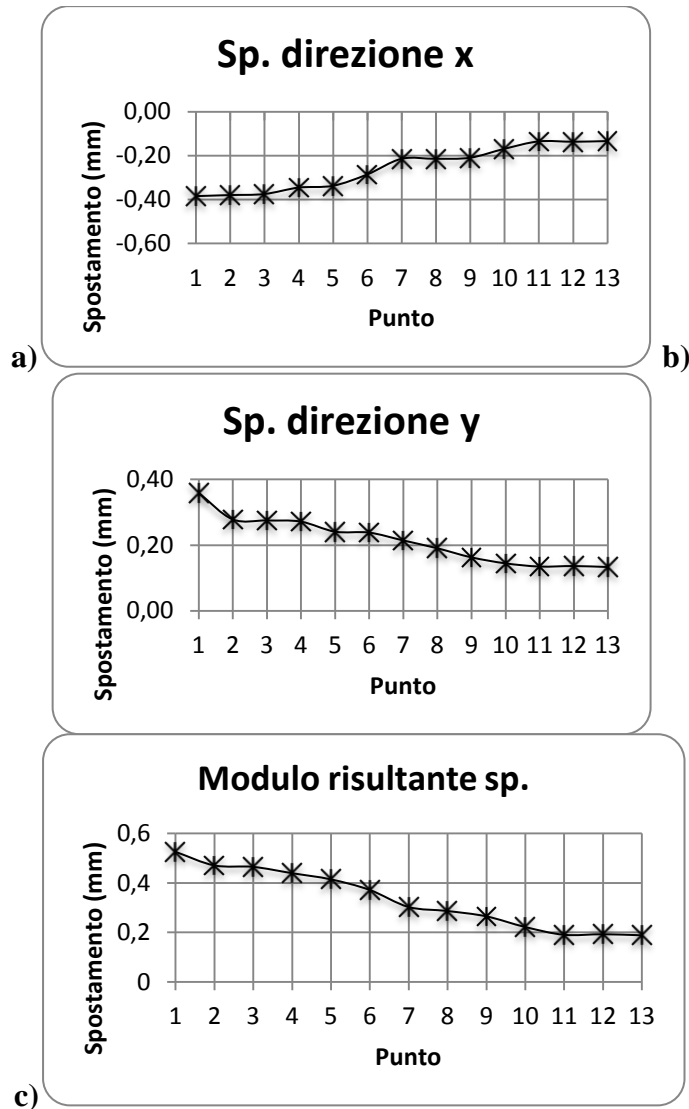 Sp. direzione x
0,00
-0,20
-0,40
-0,60
Spostamento (mm)
1 2 3 4 5 6 7 8 9 10 11 12 13
Punto
a)
b)
Sp. direzione y
0,40
0,20
0,00
Spostamento (mm)
1 2 3 4 5 6 7 8 9 10 11 12 13
Punto
Modulo risultante sp.
0,6
0,4
0,2
0
Spostamento (mm)
1 2 3 4 5 6 7 8 9 10 11 12 13
Punto
c)